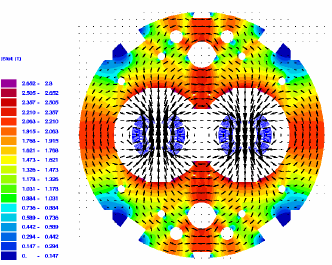 |Btot| (T)
2.652 - 2.8
2.505 - 2.652
2.357 - 2.505
2.210 - 2.357
2.063 - 2.210
1.915 - 2.063
1.768 - 1.915
1.621 - 1.768
1.473 - 1.621
1.326 - 1.473
1.178 - 1.326
1.031 - 1.178
0.884 - 1.031
0.736 - 0.884
0.589 - 0.736
0.442 - 0.589
0.294 - 0.442
0.147 - 0.294
0. - 0.147